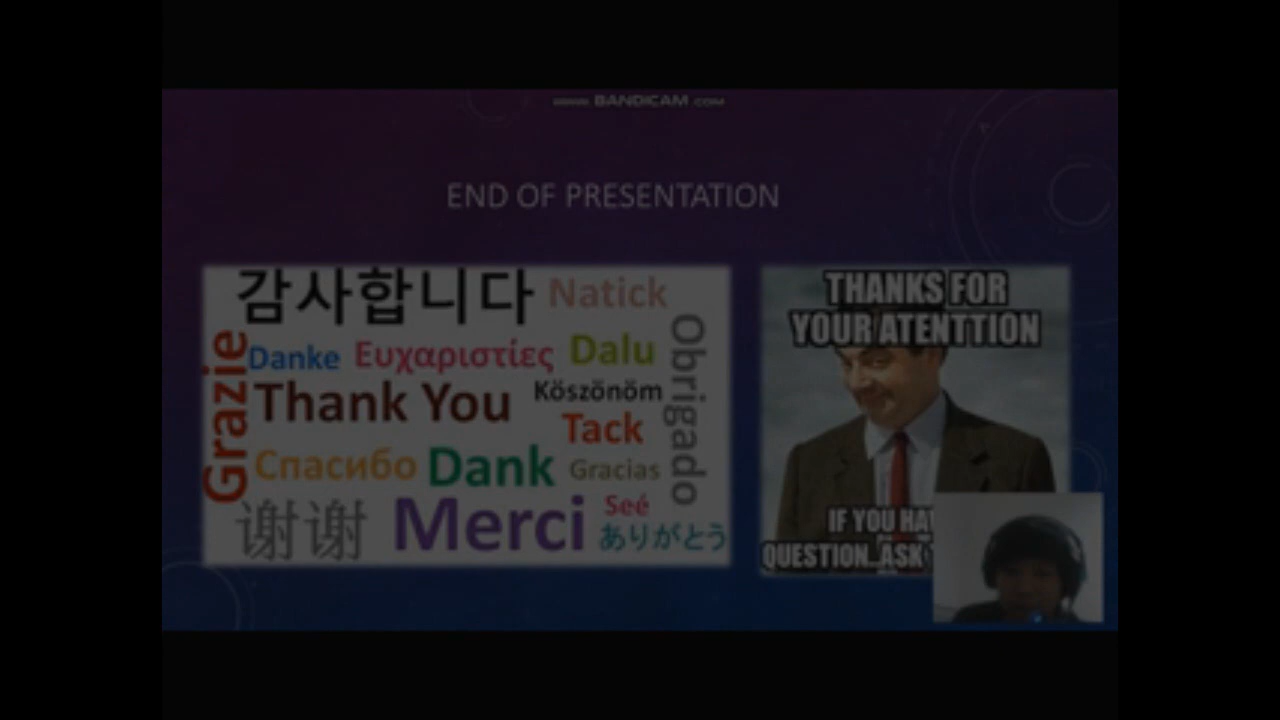 www.BANDICAM.COM
END OF PRESENTATION
감사합니다
Natick
Grazie
Danke
Ευχαριστίες
Dalu
Obrigado
Thank You
Köszönöm
Tack
Спасибо
Dank
Gracias
谢谢
Merci
Seé
ありがとう
THANKS FOR
YOUR ATENTTION
IF YOU HA
QUESTION..ASK